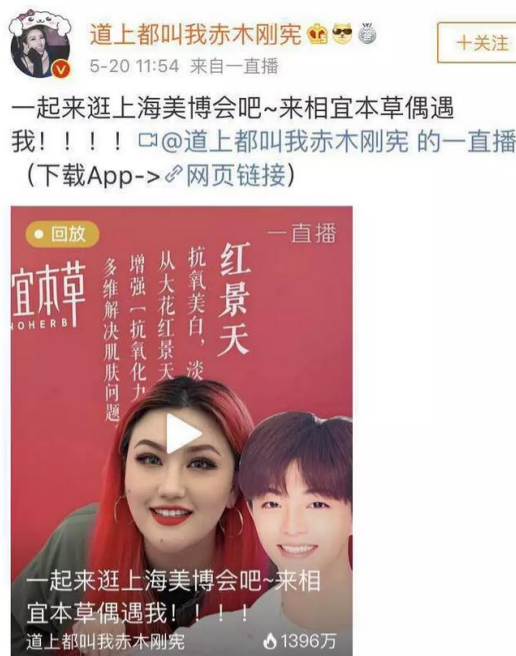 道上都叫我赤木刚宪
+关注
5-20 11:54 来自一直播
一起来逛上海美博会吧~来相宜本草偶遇
我！！！！@道上都叫我赤木刚宪 的一直播
（下载App->网页链接）
回放
一直播
宜本草
NOHERB
红景天
抗氧美白，淡
从大花红景天
增强一抗氧化力
多维解决肌肤问题
一起来逛上海美博会吧~来相
宜本草偶遇我！！！！
道上都叫我赤木刚宪
1396万